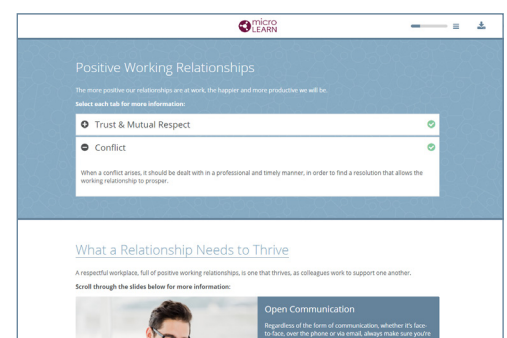 micro
LEARN
Positive Working Relationships
The more positive our relationships are at work, the happier and more productive we will be.
Select each tab for more information:
Trust & Mutual Respect
Conflict
When a conflict arises, it should be dealt with in a professional and timely manner, in order to find a resolution that allows the
working relationship to prosper.
What a Relationship Needs to Thrive
A respectful workplace, full of positive working relationships, is one that thrives, as colleagues work to support one another.
Scroll through the slides below for more information:
Open Communication
Regardless of the form of communication, whether it's face-
to-face, over the phone or via email, always make sure you're